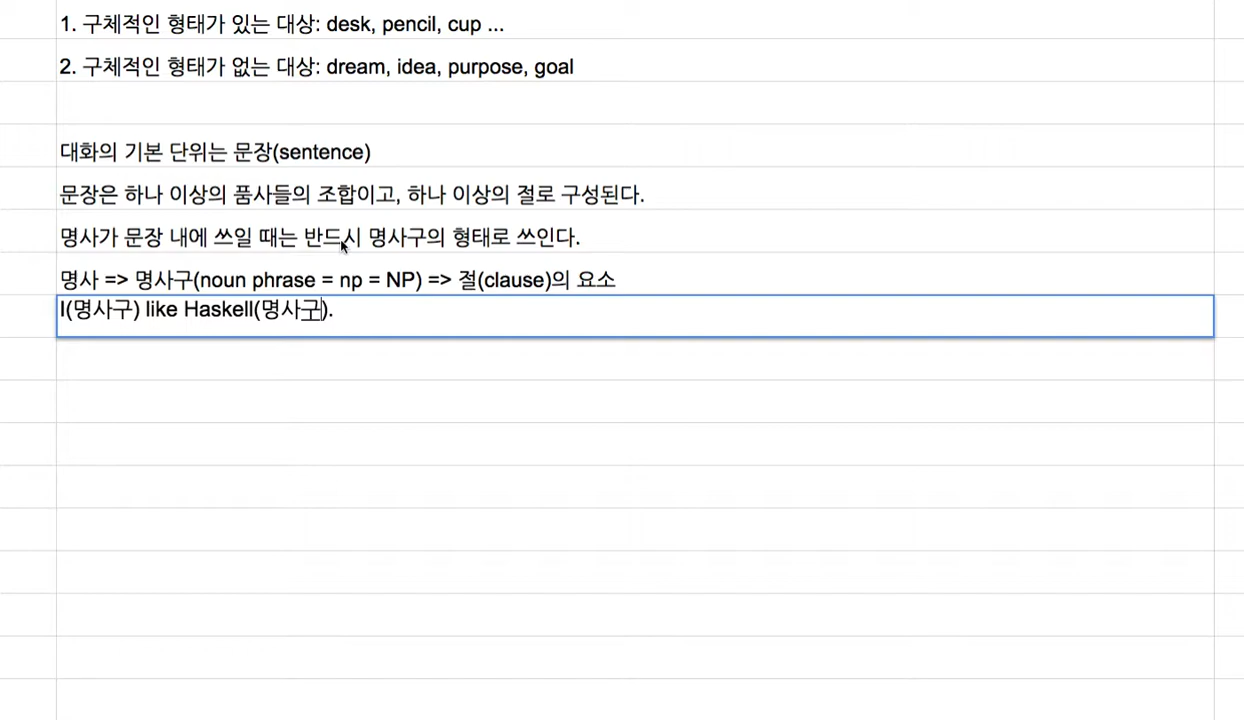 1. 구체적인 형태가 있는 대상: desk, pencil, cup ...
2. 구체적인 형태가 없는 대상: dream, idea, purpose, goal
대화의 기본 단위는 문장(sentence)
문장은 하나 이상의 품사들의 조합이고, 하나 이상의 절로 구성된다.
명사가 문장 내에 쓰일 때는 반드시 명사구의 형태로 쓰인다.
명사 => 명사구(noun phrase = np = NP) => 절(clause)의 요소
I(명사구) like Haskell(명사구).